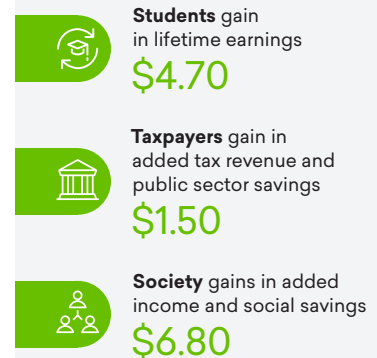 Students gain
in lifetime earnings
$4.70
Taxpayers gain in
added tax revenue and
public sector savings
$1.50
Society gains in added
income and social savings
$6.80